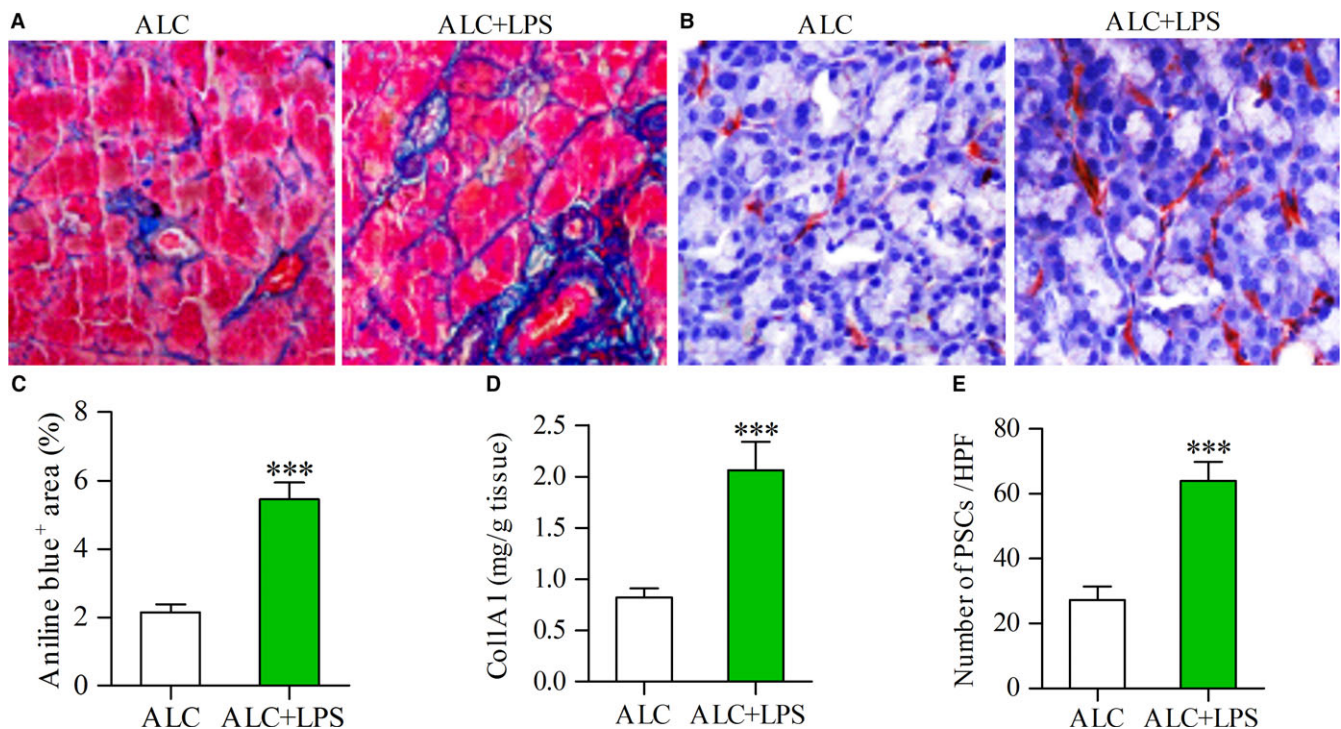 A
ALC
ALC+LPS
B
ALC
ALC+LPS
C
Aniline blue⁺ area (%)
8
6
4
2
0
***
ALC
ALC+LPS
D
Col1A1 (mg/g tissue)
2.5
2.0
1.5
1.0
0.5
0.0
***
ALC
ALC+LPS
E
Number of PSCs /HPF
80
60
40
20
0
***
ALC
ALC+LPS